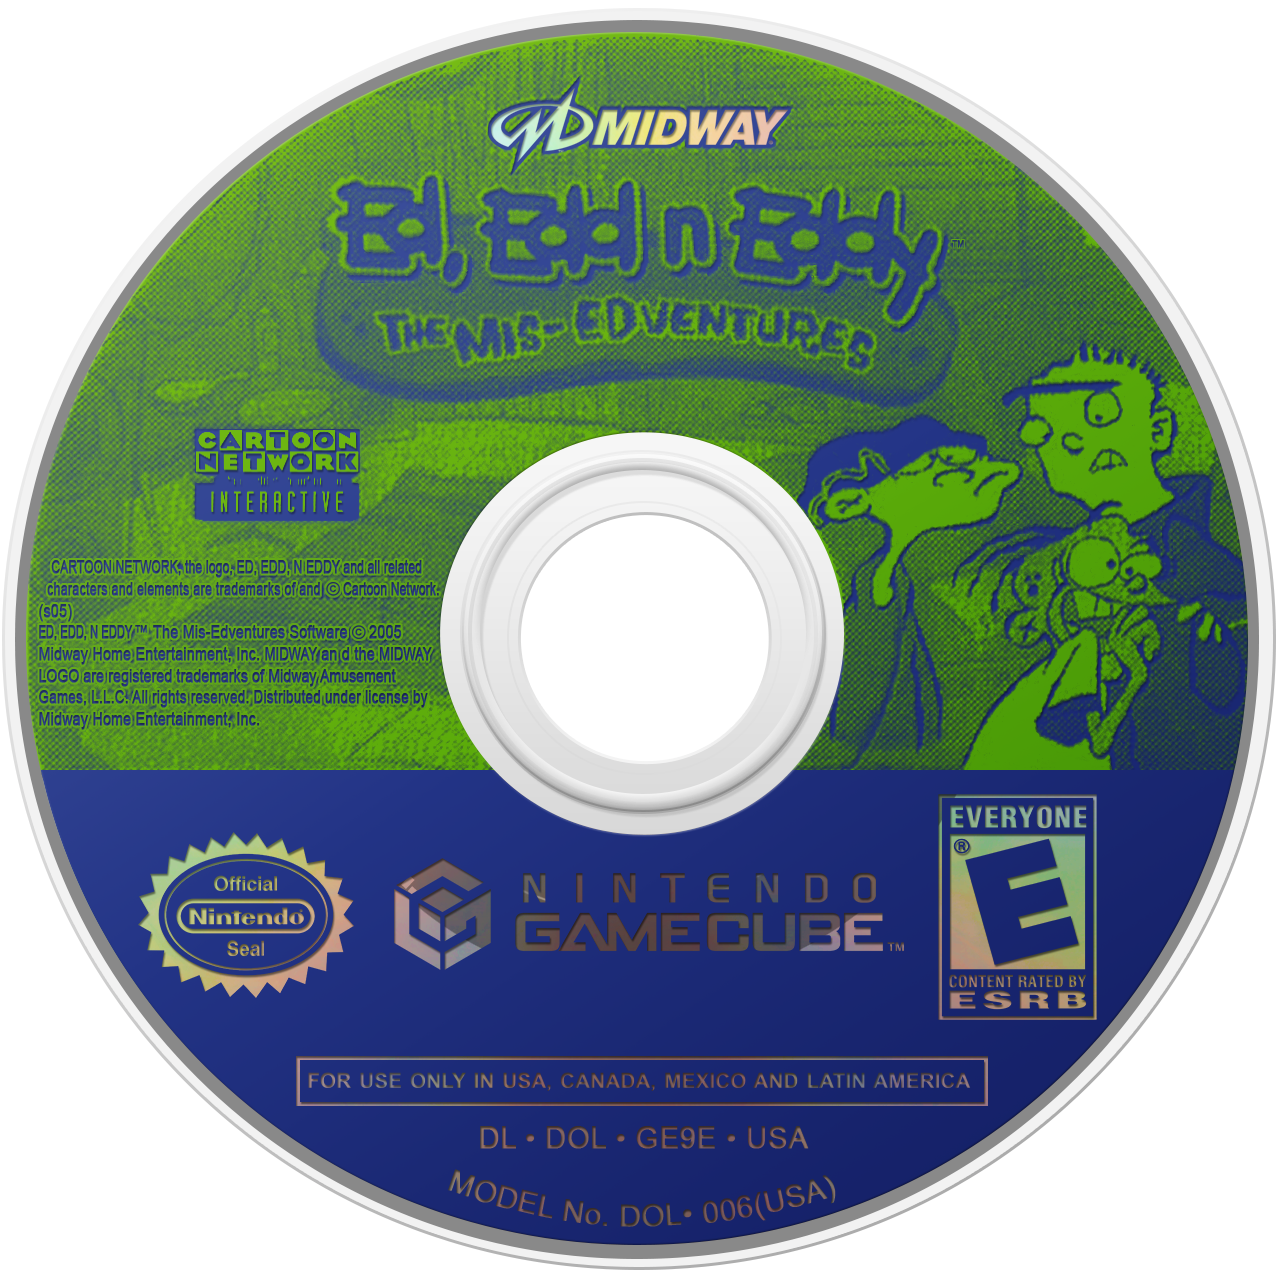 MIDWAY
Ed, Edd n Eddy™
THE MIS-EDVENTURES
CARTOON
NETWORK
INTERACTIVE
CARTOON NETWORK, the logo, ED, EDD, N EDDY and all related
characters and elements are trademarks of and © Cartoon Network.
(s05)
ED, EDD, N EDDY™ The Mis-Edventures Software © 2005
Midway Home Entertainment, Inc. MIDWAY and the MIDWAY
LOGO are registered trademarks of Midway Amusement
Games, L.L.C. All rights reserved. Distributed under license by
Midway Home Entertainment, Inc.
Official
Nintendo®
Seal
NINTENDO
GAMECUBE™
EVERYONE
®
E
CONTENT RATED BY
ESRB
FOR USE ONLY IN USA, CANADA, MEXICO AND LATIN AMERICA
DL • DOL • GE9E • USA
MODEL No. DOL• 006(USA)